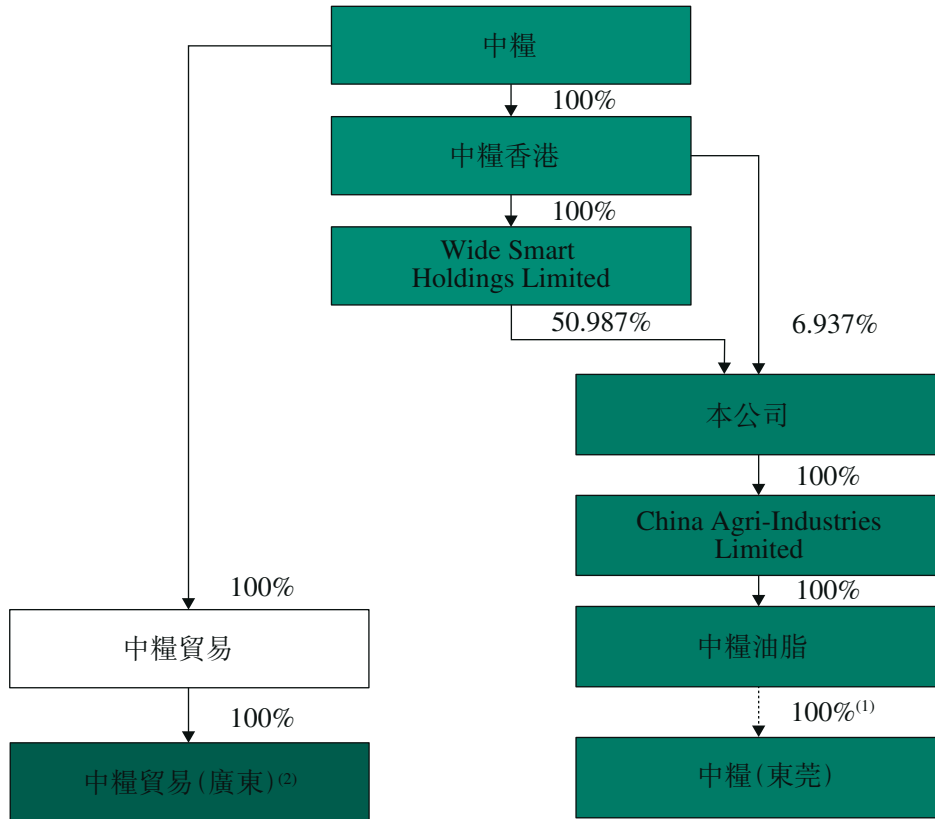 中糧
100%
中糧香港
100%
Wide Smart
Holdings Limited
50.987%
6.937%
本公司
100%
China Agri-Industries
Limited
100%
100%
中糧貿易
中糧油脂
100%
100%(1)
中糧貿易(廣東)(2)
中糧(東莞)